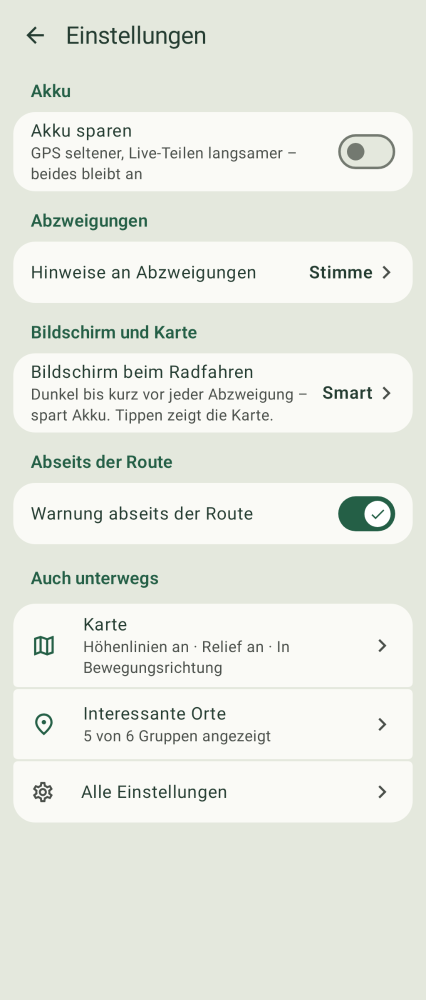 Einstellungen
Akku
Akku sparen
GPS seltener, Live-Teilen langsamer –
beides bleibt an
Abzweigungen
Hinweise an Abzweigungen
Stimme
Bildschirm und Karte
Bildschirm beim Radfahren
Dunkel bis kurz vor jeder Abzweigung –
spart Akku. Tippen zeigt die Karte.
Smart
Abseits der Route
Warnung abseits der Route
Auch unterwegs
Karte
Höhenlinien an · Relief an · In
Bewegungsrichtung
Interessante Orte
5 von 6 Gruppen angezeigt
Alle Einstellungen